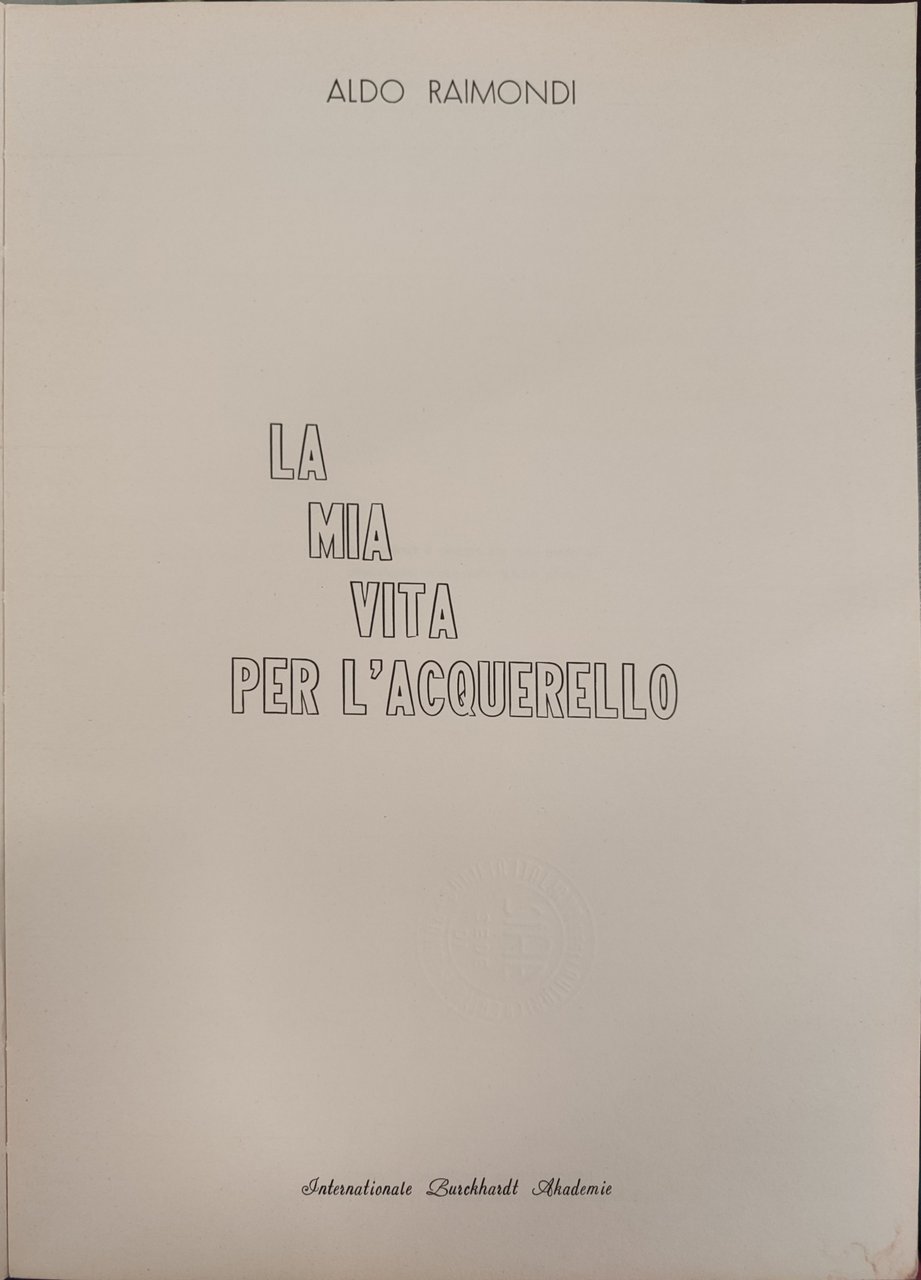 ALDO RAIMONDI
LA
MIA
VITA
PER L'ACQUERELLO
Internationale Burckhardt Akademie